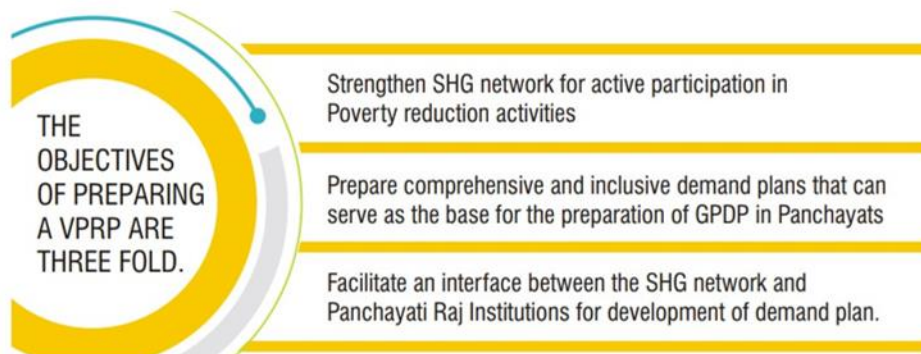 THE
OBJECTIVES
OF PREPARING
A VPRP ARE
THREE FOLD.
Strengthen SHG network for active participation in
Poverty reduction activities
Prepare comprehensive and inclusive demand plans that can
serve as the base for the preparation of GPDP in Panchayats
Facilitate an interface between the SHG network and
Panchayati Raj Institutions for development of demand plan.